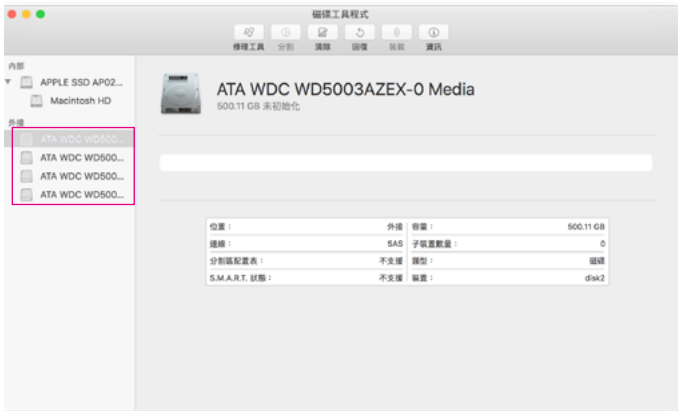 磁碟工具程式
修理工具 分割 清除 回復 裝載 資訊
內部
APPLE SSD AP02...
Macintosh HD
外接
ATA WDC WD500...
ATA WDC WD500...
ATA WDC WD500...
ATA WDC WD500...
ATA WDC WD5003AZEX-0 Media
500.11 GB 未初始化
位置： 外接 容量： 500.11 GB
連線： SAS 子裝置數量： 0
分割區配置表： 不支援 類型： 磁碟
S.M.A.R.T. 狀態： 不支援 裝置： disk2